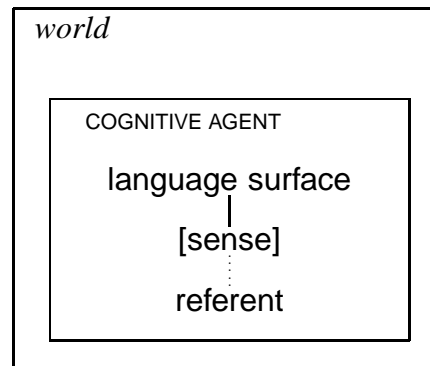 world
COGNITIVE AGENT
language surface
[sense]
referent